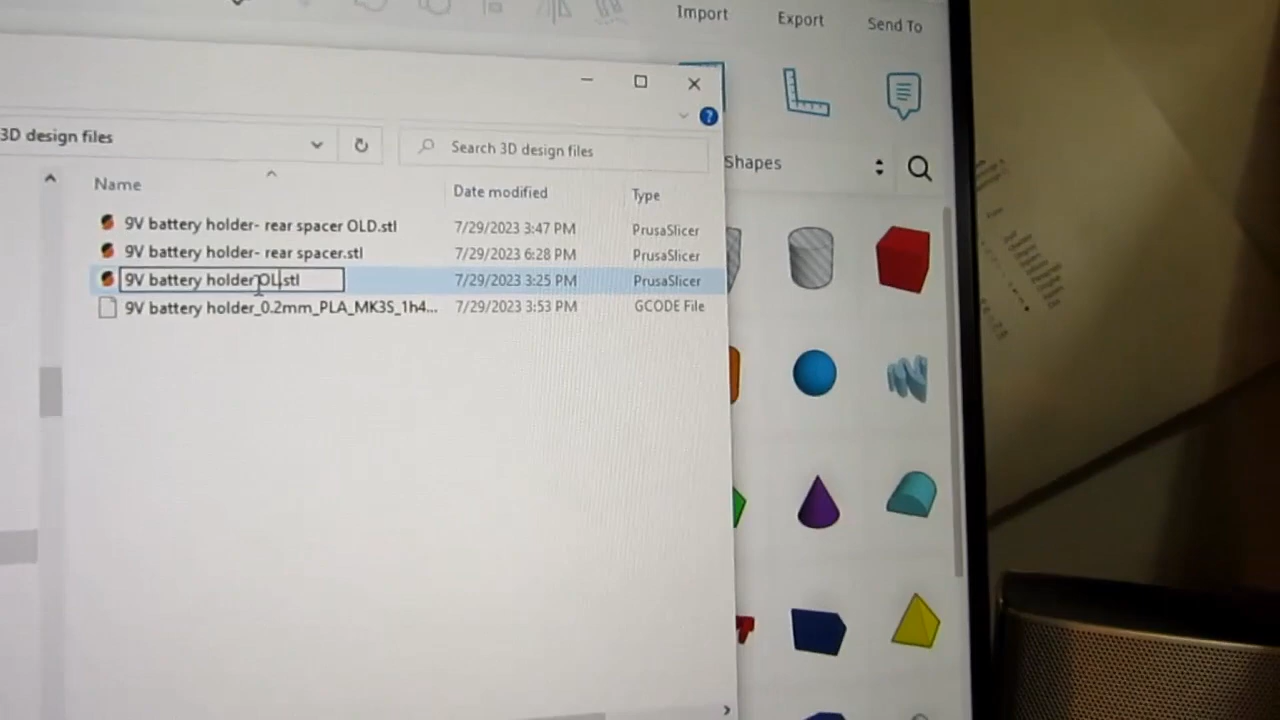 Import Export Send To
3D design files
Search 3D design files
Shapes
Name Date modified Type
9V battery holder- rear spacer OLD.stl 7/29/2023 3:47 PM PrusaSlicer
9V battery holder- rear spacer.stl 7/29/2023 6:28 PM PrusaSlicer
9V battery holder OL.stl 7/29/2023 3:25 PM PrusaSlicer
9V battery holder_0.2mm_PLA_MK3S_1h4... 7/29/2023 3:53 PM GCODE File